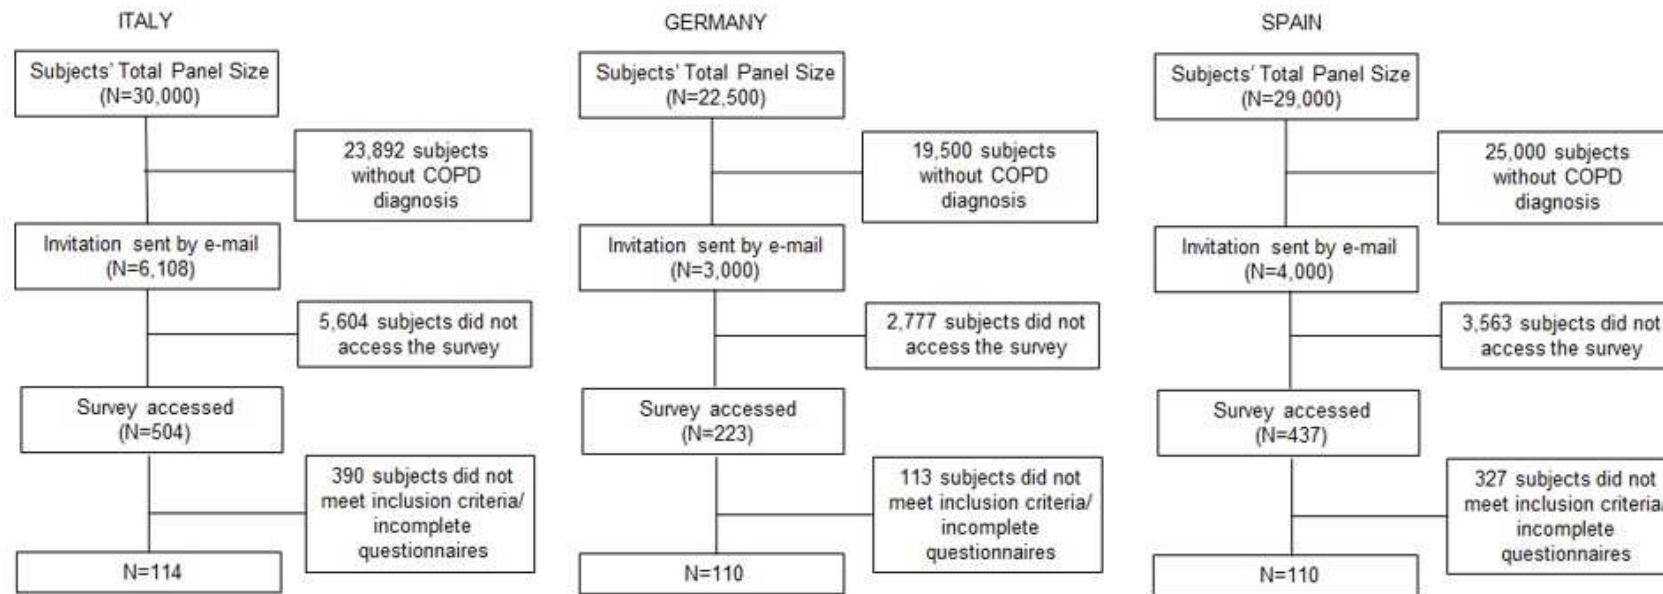 ITALY
Subjects' Total Panel Size
(N=30,000)
23,892 subjects
without COPD
diagnosis
Invitation sent by e-mail
(N=6,108)
5,604 subjects did not
access the survey
Survey accessed
(N=504)
390 subjects did not
meet inclusion criteria/
incomplete
questionnaires
N=114
GERMANY
Subjects' Total Panel Size
(N=22,500)
19,500 subjects
without COPD
diagnosis
Invitation sent by e-mail
(N=3,000)
2,777 subjects did not
access the survey
Survey accessed
(N=223)
113 subjects did not
meet inclusion criteria/
incomplete
questionnaires
N=110
SPAIN
Subjects' Total Panel Size
(N=29,000)
25,000 subjects
without COPD
diagnosis
Invitation sent by e-mail
(N=4,000)
3,563 subjects did not
access the survey
Survey accessed
(N=437)
327 subjects did not
meet inclusion criteria/
incomplete
questionnaires
N=110